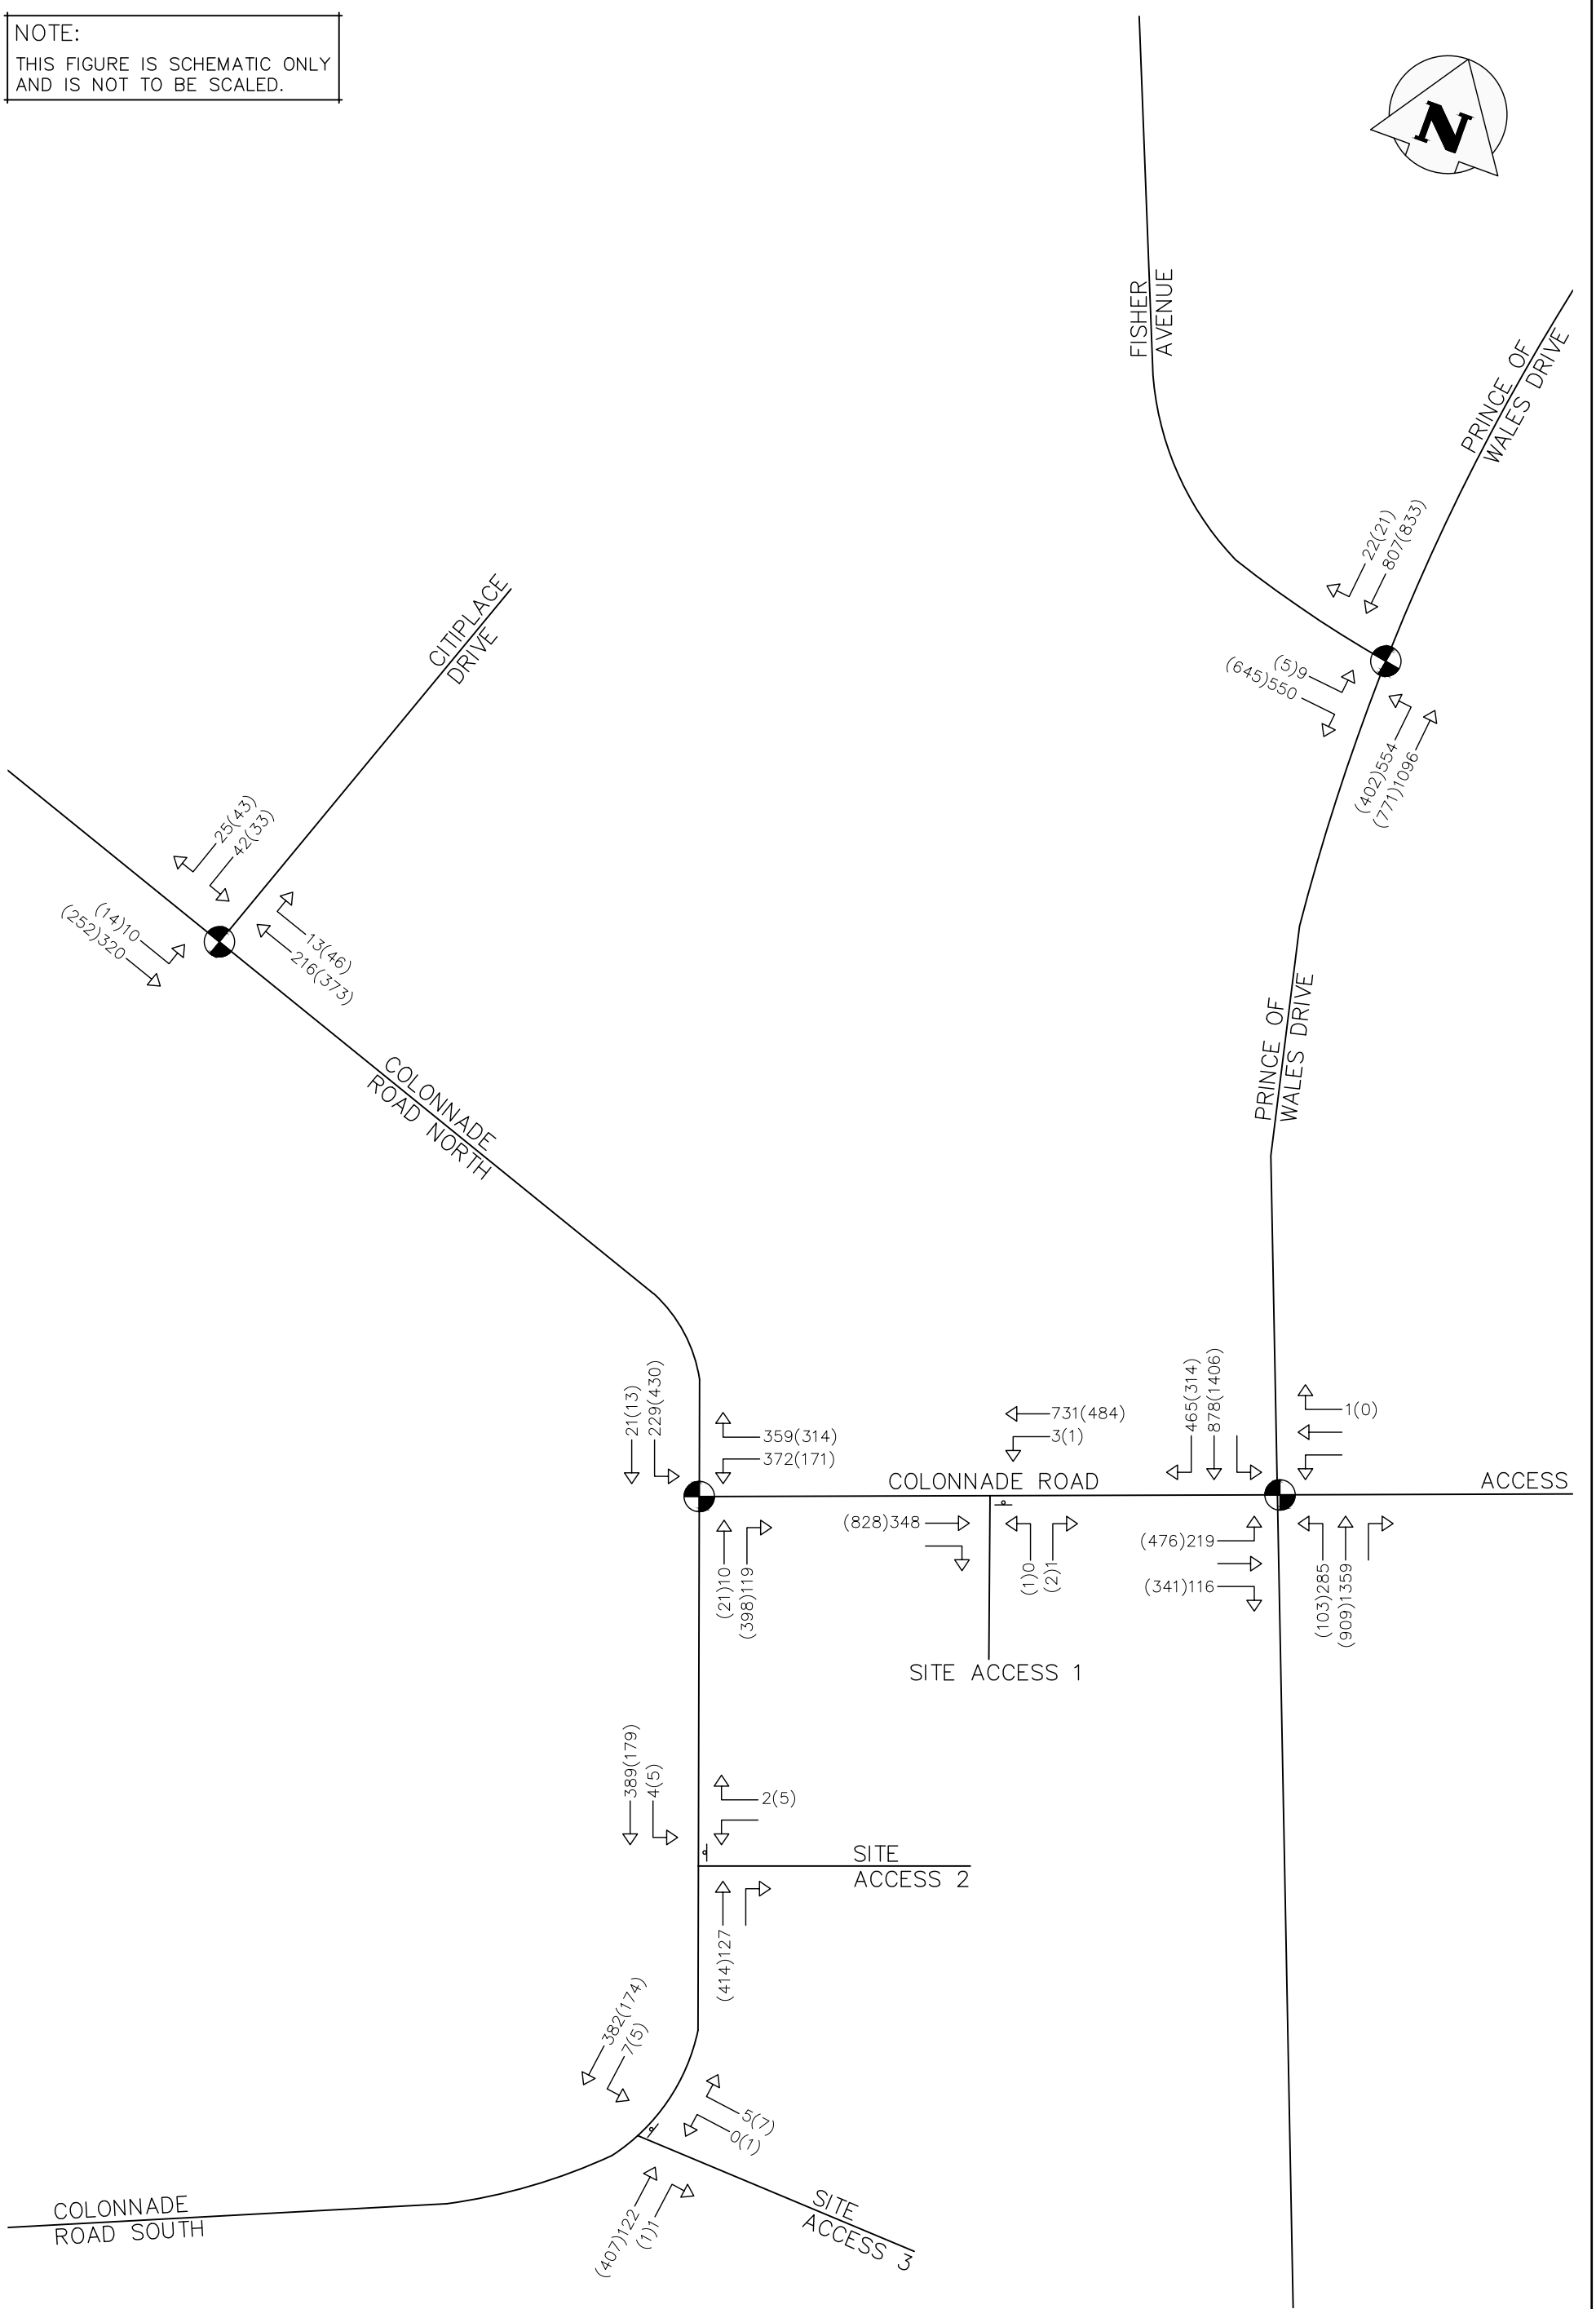 NOTE:
THIS FIGURE IS SCHEMATIC ONLY
AND IS NOT TO BE SCALED.
N
FISHER
AVENUE
PRINCE OF
WALES DRIVE
22(21)
807(833)
(5)9
(645)550
(402)554
(771)1096
CITIPLACE
DRIVE
25(43)
42(33)
(14)10
(252)320
13(46)
216(373)
COLONNADE
ROAD NORTH
PRINCE OF
WALES DRIVE
21(13)
229(430)
359(314)
372(171)
(21)10
(398)119
731(484)
3(1)
COLONNADE ROAD
(828)348
(1)0
(2)1
SITE ACCESS 1
465(314)
878(1406)
1(0)
ACCESS
(476)219
(341)116
(103)285
(909)1359
389(179)
4(5)
2(5)
SITE
ACCESS 2
(414)127
382(174)
7(5)
5(7)
0(1)
(407)122
(1)1
SITE
ACCESS 3
COLONNADE
ROAD SOUTH